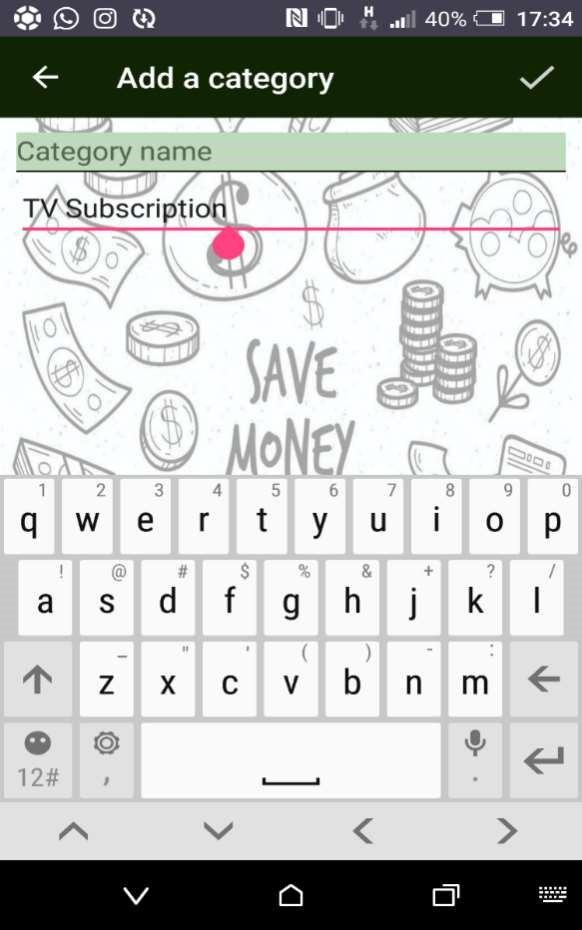 H 40% 17:34
Add a category
Category name
TV Subscription
SAVE
MONEY
1 2 3 4 5 6 7 8 9 0
q w e r t y u i o p
! @ # $ % & + ? /
a s d f g h j k l
_ " ' ( ) - :
z x c v b n m
12# , .